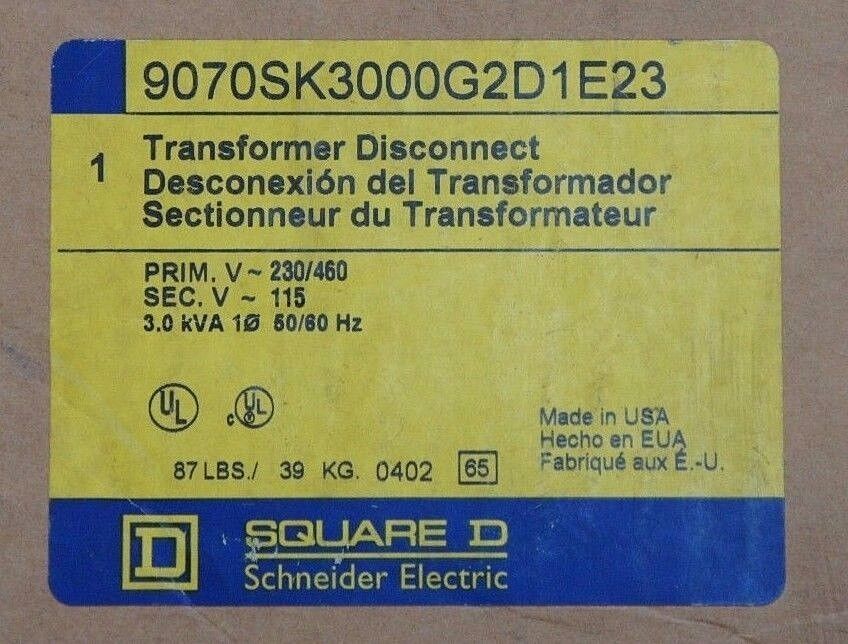 9070SK3000G2D1E23
1
Transformer Disconnect
Desconexión del Transformador
Sectionneur du Transformateur
PRIM. V ~ 230/460
SEC. V ~ 115
3.0 kVA 1Ø 50/60 Hz
UL
c UL
Made in USA
Hecho en EUA
Fabriqué aux É.-U.
87 LBS./ 39 KG. 0402 65
D
SQUARE D
Schneider Electric